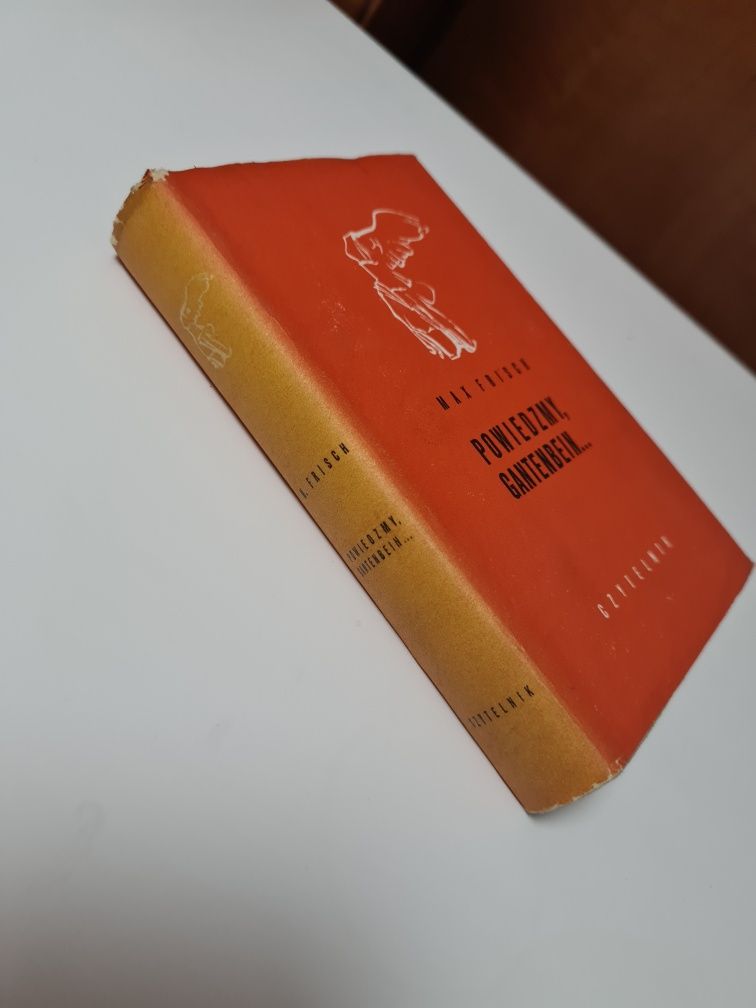 MAX FRISCH
POWIEDZMY,
GANTENBEIN...
CZYTELNIK
M. FRISCH
POWIEDZMY,
GANTENBEIN...
CZYTELNIK